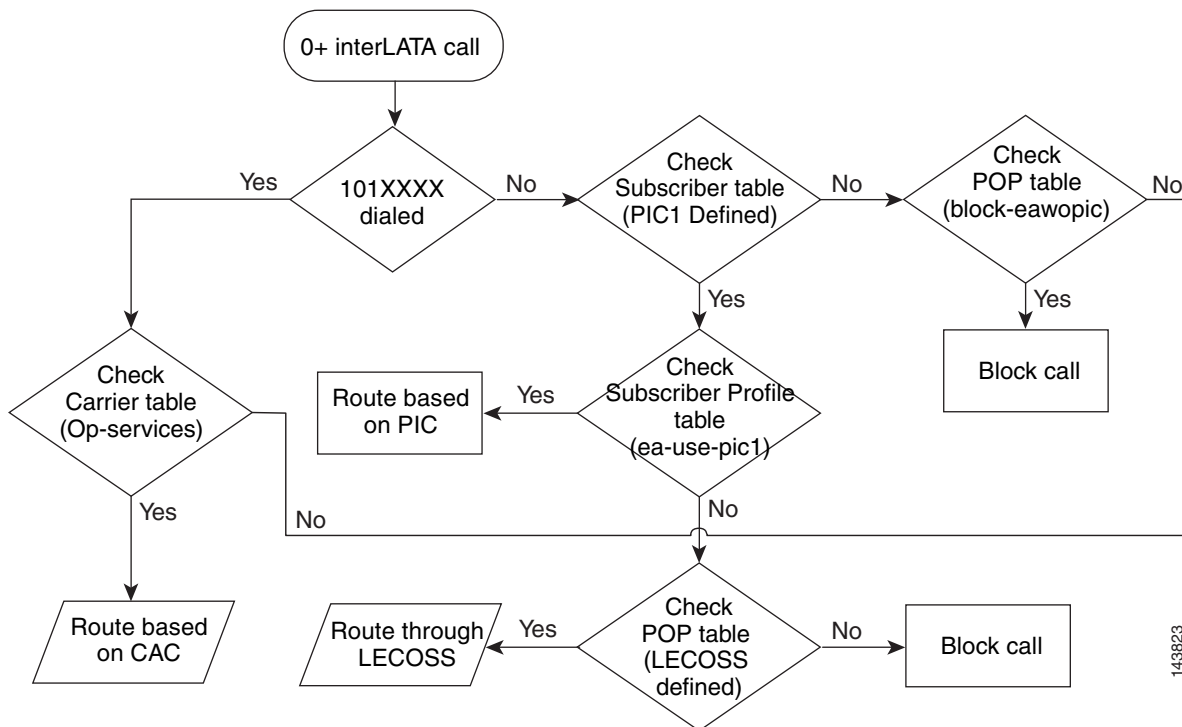 0+ interLATA call
Yes
101XXXX
dialed
No
Check
Subscriber table
(PIC1 Defined)
No
Check
POP table
(block-eawopic)
No
Yes
Yes
Block call
Check
Carrier table
(Op-services)
Route based
on PIC
Yes
Check
Subscriber Profile
table
(ea-use-pic1)
Yes
No
No
Route based
on CAC
Route through
LECOSS
Yes
Check
POP table
(LECOSS
defined)
No
Block call
143823